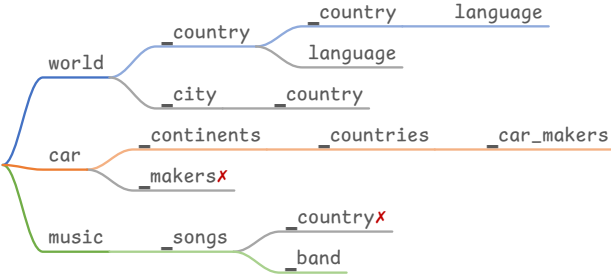 _country language
_country
language
world
_city _country
_continents _countries _car_makers
car
_makers✗
_country✗
music _songs
_band